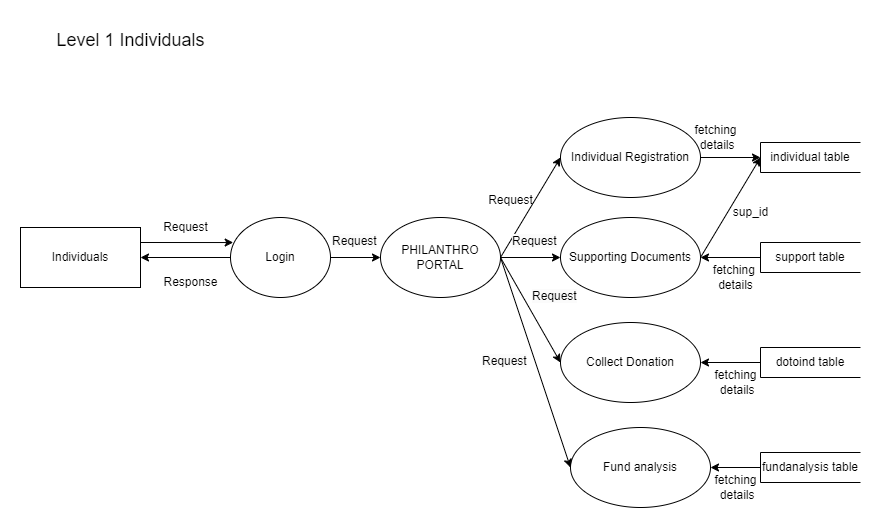 Level 1 Individuals
fetching
details
Individual Registration
individual table
Request
sup_id
Request
Request
Request
Individuals
Login
PHILANTHRO
PORTAL
Supporting Documents
support table
fetching
details
Response
Request
Request
Collect Donation
dotoind table
fetching
details
Fund analysis
fundanalysis table
fetching
details